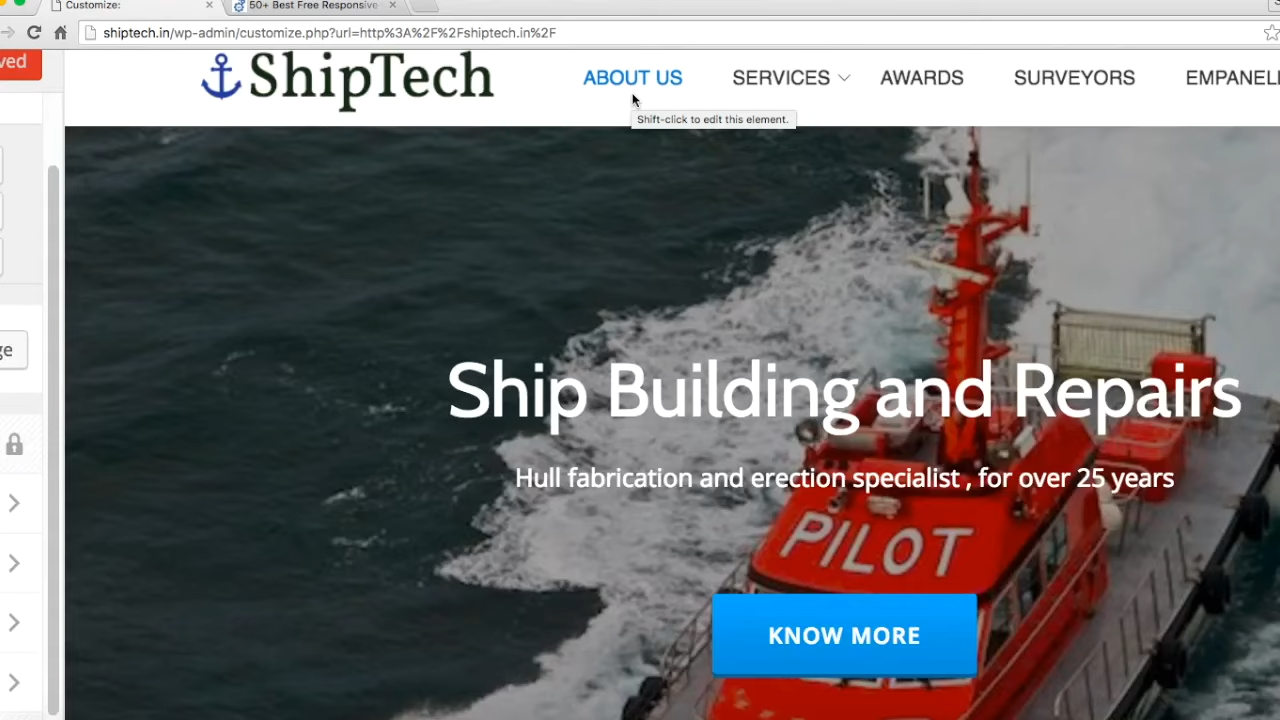 Customize:
50+ Best Free Responsive
shiptech.in/wp-admin/customize.php?url=http%3A%2F%2Fshiptech.in%2F
ved
ShipTech
ABOUT US
SERVICES
AWARDS
SURVEYORS
EMPANELL
Shift-click to edit this element.
ge
Ship Building and Repairs
Hull fabrication and erection specialist , for over 25 years
PILOT
KNOW MORE